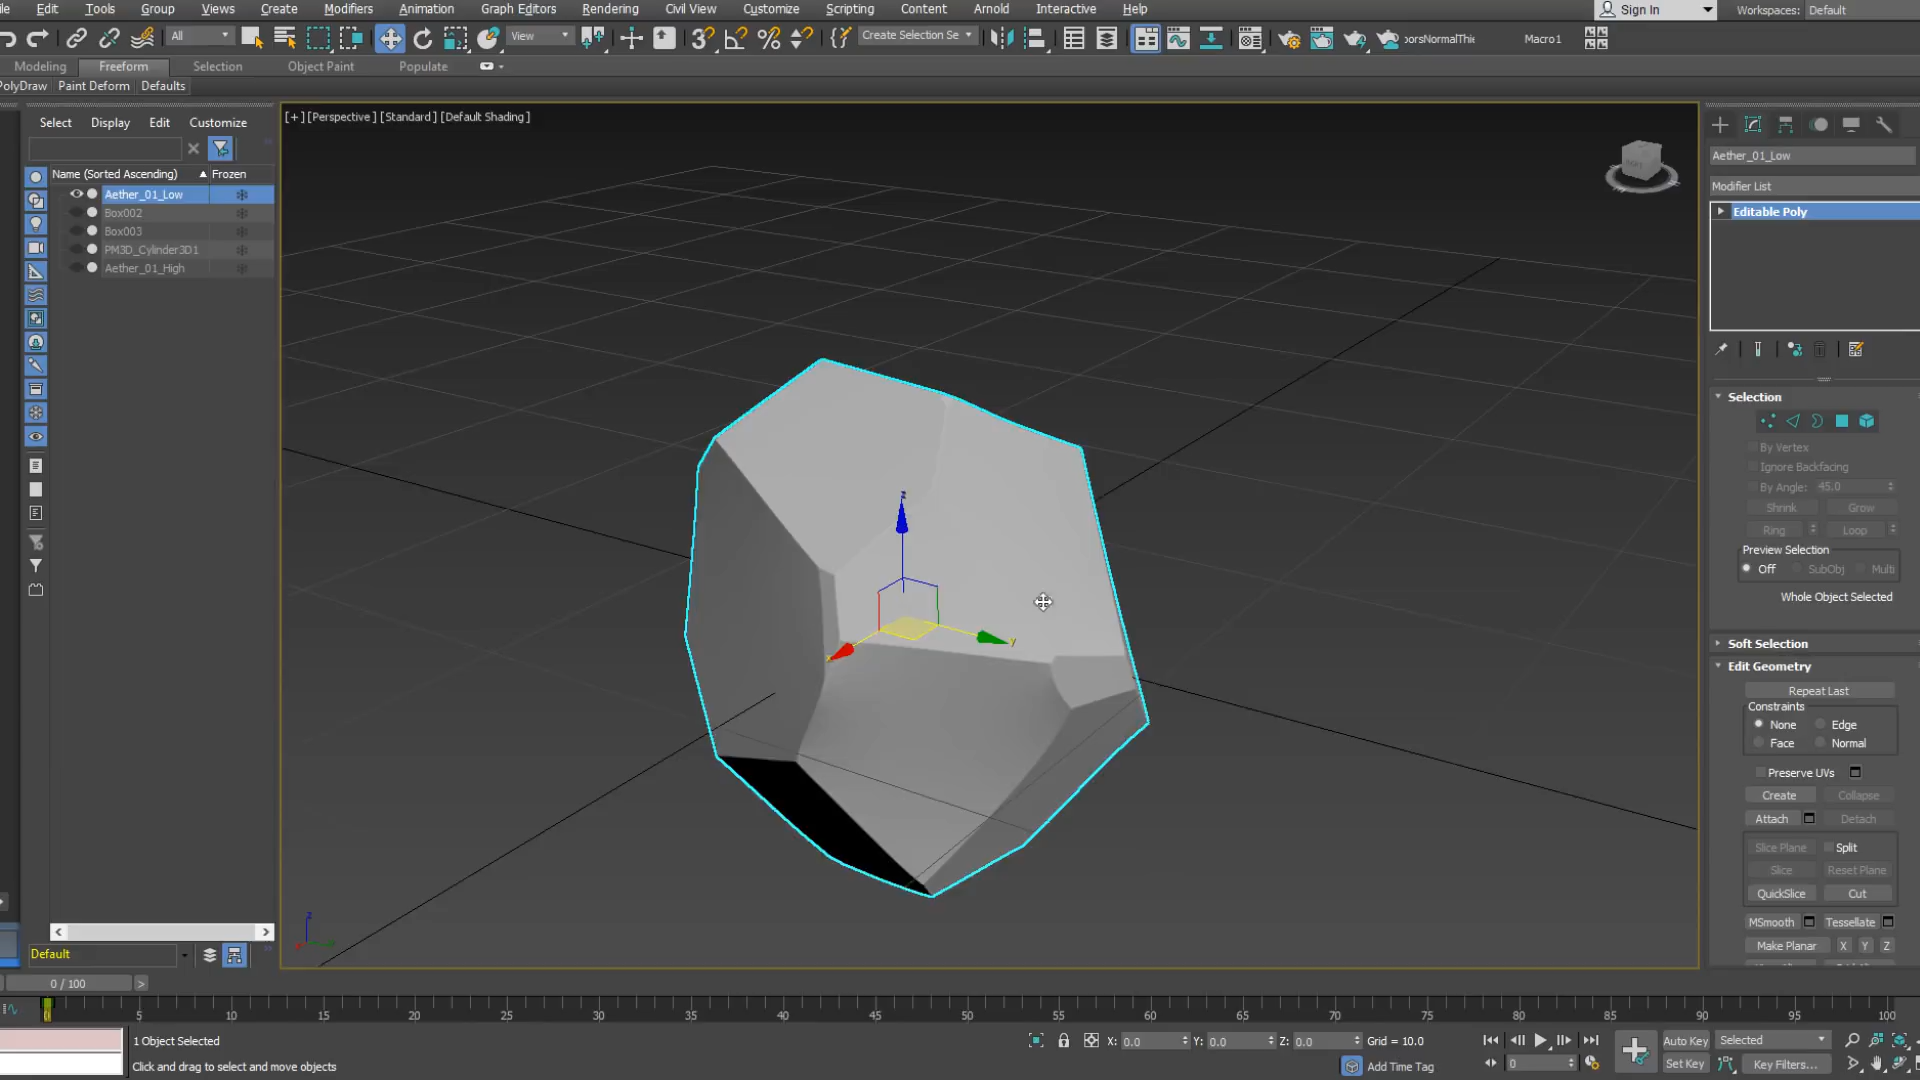 Edit Tools Group Views Create Modifiers Animation Graph Editors Rendering Civil View Customize Scripting Content Arnold Interactive Help Sign In Workspaces: Default
All View Create Selection Se Macro1
Modeling Freeform Selection Object Paint Populate
PolyDraw Paint Deform Defaults
Select Display Edit Customize
[+] [Perspective] [Standard] [Default Shading]
Name (Sorted Ascending) Frozen
Aether_01_Low
Box002
Box003
PM3D_Cylinder3D1
Aether_01_High
Aether_01_Low
Modifier List
Editable Poly
Selection
By Vertex
Ignore Backfacing
By Angle: 45.0
Shrink Grow
Ring Loop
Preview Selection
Off SubObj Multi
Whole Object Selected
Soft Selection
Edit Geometry
Repeat Last
Constraints
None Edge
Face Normal
Preserve UVs
Create Collapse
Attach Detach
Slice Plane Split
Slice Reset Plane
QuickSlice Cut
MSmooth Tessellate
Make Planar X Y Z
z
y
z
Default
0 / 100 >
5 10 15 20 25 30 35 40 45 50 55 60 65 70 75 80 85 90 95 100
1 Object Selected
X: 0.0 Y: 0.0 Z: 0.0 Grid = 10.0
Auto Key Selected
Click and drag to select and move objects
Add Time Tag
0
Set Key Key Filters...